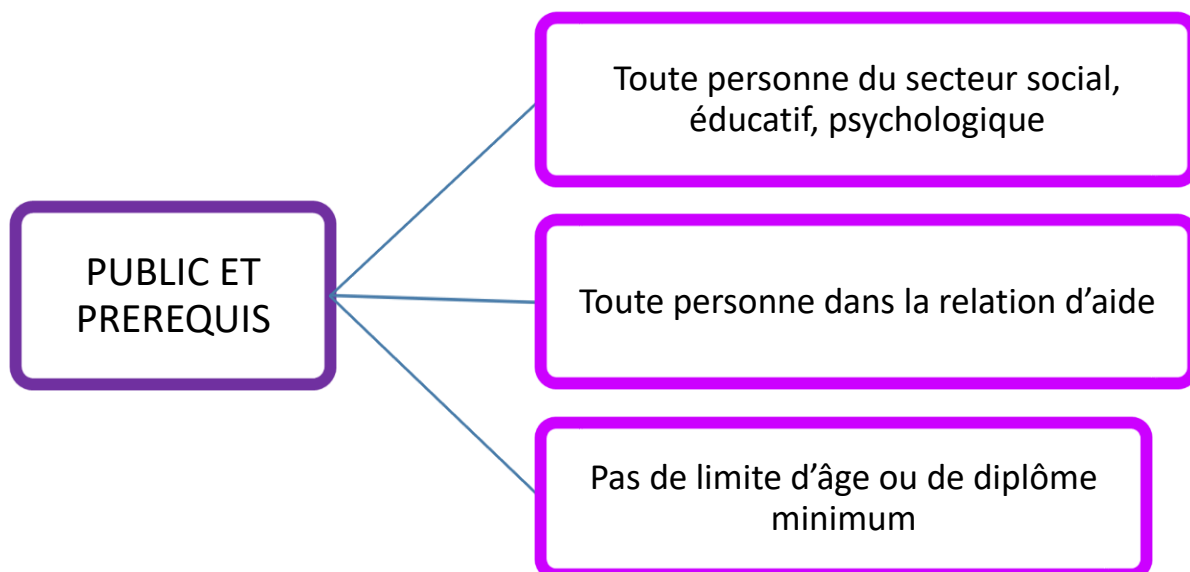 PUBLIC ET
PREREQUIS
Toute personne du secteur social,
éducatif, psychologique
Toute personne dans la relation d’aide
Pas de limite d’âge ou de diplôme
minimum